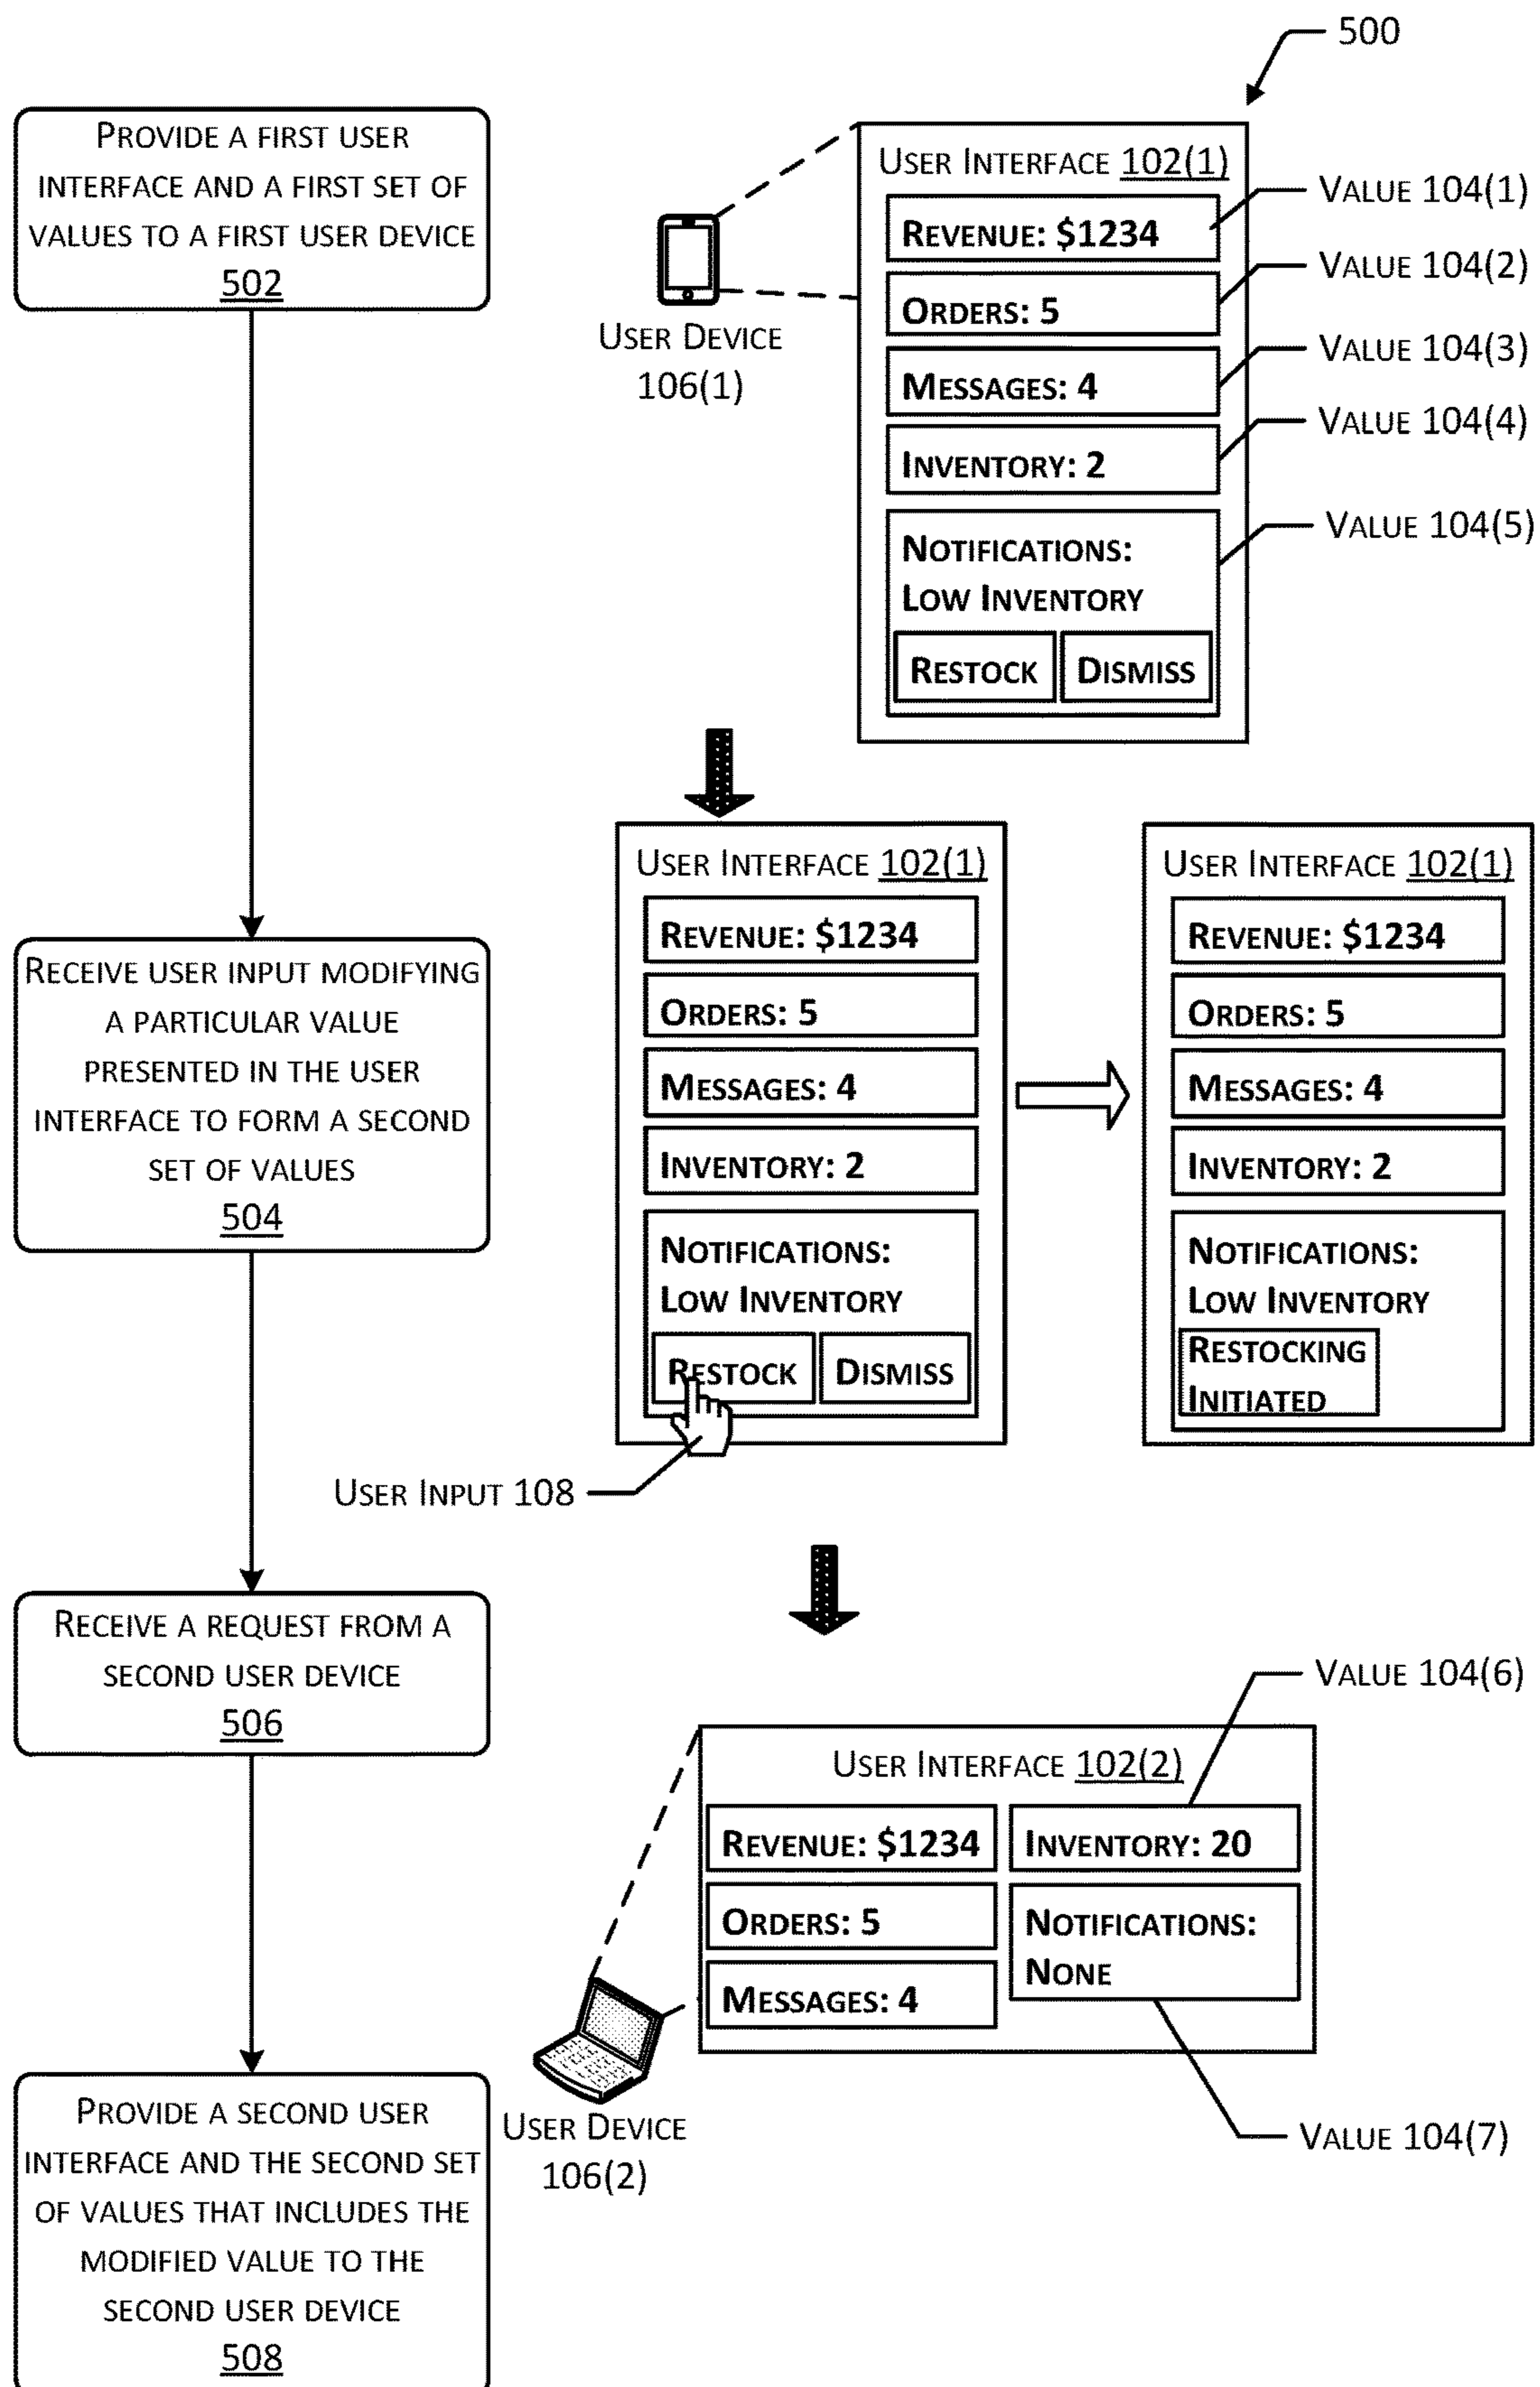 500
PROVIDE A FIRST USER
INTERFACE AND A FIRST SET OF
VALUES TO A FIRST USER DEVICE
502
USER DEVICE
106(1)
USER INTERFACE 102(1)
REVENUE: $1234
ORDERS: 5
MESSAGES: 4
INVENTORY: 2
NOTIFICATIONS:
LOW INVENTORY
RESTOCK
DISMISS
VALUE 104(1)
VALUE 104(2)
VALUE 104(3)
VALUE 104(4)
VALUE 104(5)
RECEIVE USER INPUT MODIFYING
A PARTICULAR VALUE
PRESENTED IN THE USER
INTERFACE TO FORM A SECOND
SET OF VALUES
504
USER INTERFACE 102(1)
REVENUE: $1234
ORDERS: 5
MESSAGES: 4
INVENTORY: 2
NOTIFICATIONS:
LOW INVENTORY
RESTOCK
DISMISS
USER INPUT 108
USER INTERFACE 102(1)
REVENUE: $1234
ORDERS: 5
MESSAGES: 4
INVENTORY: 2
NOTIFICATIONS:
LOW INVENTORY
RESTOCKING
INITIATED
RECEIVE A REQUEST FROM A
SECOND USER DEVICE
506
USER INTERFACE 102(2)
REVENUE: $1234
ORDERS: 5
MESSAGES: 4
INVENTORY: 20
NOTIFICATIONS:
NONE
VALUE 104(6)
VALUE 104(7)
USER DEVICE
106(2)
PROVIDE A SECOND USER
INTERFACE AND THE SECOND SET
OF VALUES THAT INCLUDES THE
MODIFIED VALUE TO THE
SECOND USER DEVICE
508